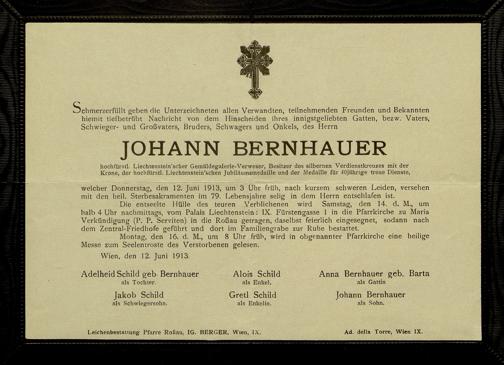 Schmerzerfüllt geben die Unterzeichneten allen Verwandten, teilnehmenden Freunden und Bekannten
hiemit tiefbetrübt Nachricht von dem Hinscheiden ihres innigstgeliebten Gatten, bezw. Vaters,
Schwieger- und Großvaters, Bruders, Schwagers und Onkels, des Herrn
JOHANN BERNHAUER
hochfürstl. Liechtenstein'scher Gemäldegalerie-Verweser, Besitzer des silbernen Verdienstkreuzes mit der
Krone, der hochfürstl. Liechtenstein'schen Jubiläumsmedaille und der Medaille für 40jährige treue Dienste,
welcher Donnerstag, den 12. Juni 1913, um 3 Uhr früh, nach kurzem schweren Leiden, versehen
mit den heil. Sterbesakramenten im 79. Lebensjahre selig in dem Herrn entschlafen ist.
Die entseelte Hülle des teuren Verblichenen wird Samstag, den 14. d. M., um
halb 4 Uhr nachmittags, vom Palais Liechtenstein: IX. Fürstengasse 1 in die Pfarrkirche zu Maria
Verkündigung (P. P. Serviten) in die Roßau getragen, daselbst feierlich eingesegnet, sodann nach
dem Zentral-Friedhofe geführt und dort im Familiengrabe zur Ruhe bestattet.
Montag, den 16. d. M., um 8 Uhr früh, wird in obgenannter Pfarrkirche eine heilige
Messe zum Seelenroste des Verstorbenen gelesen.
Wien, den 12. Juni 1913.
Adelheid Schild geb Bernhauer Alois Schild Anna Bernhauer geb. Barta
als Tochter. als Enkel. als Gattin
Jakob Schild Gretl Schild Johann Bernhauer
als Schwiegersohn. als Enkelin. als Sohn.
Leichenbestattung Pfarre Roßau, IG. BERGER, Wien, IX. Ad. della Torre, Wien IX.